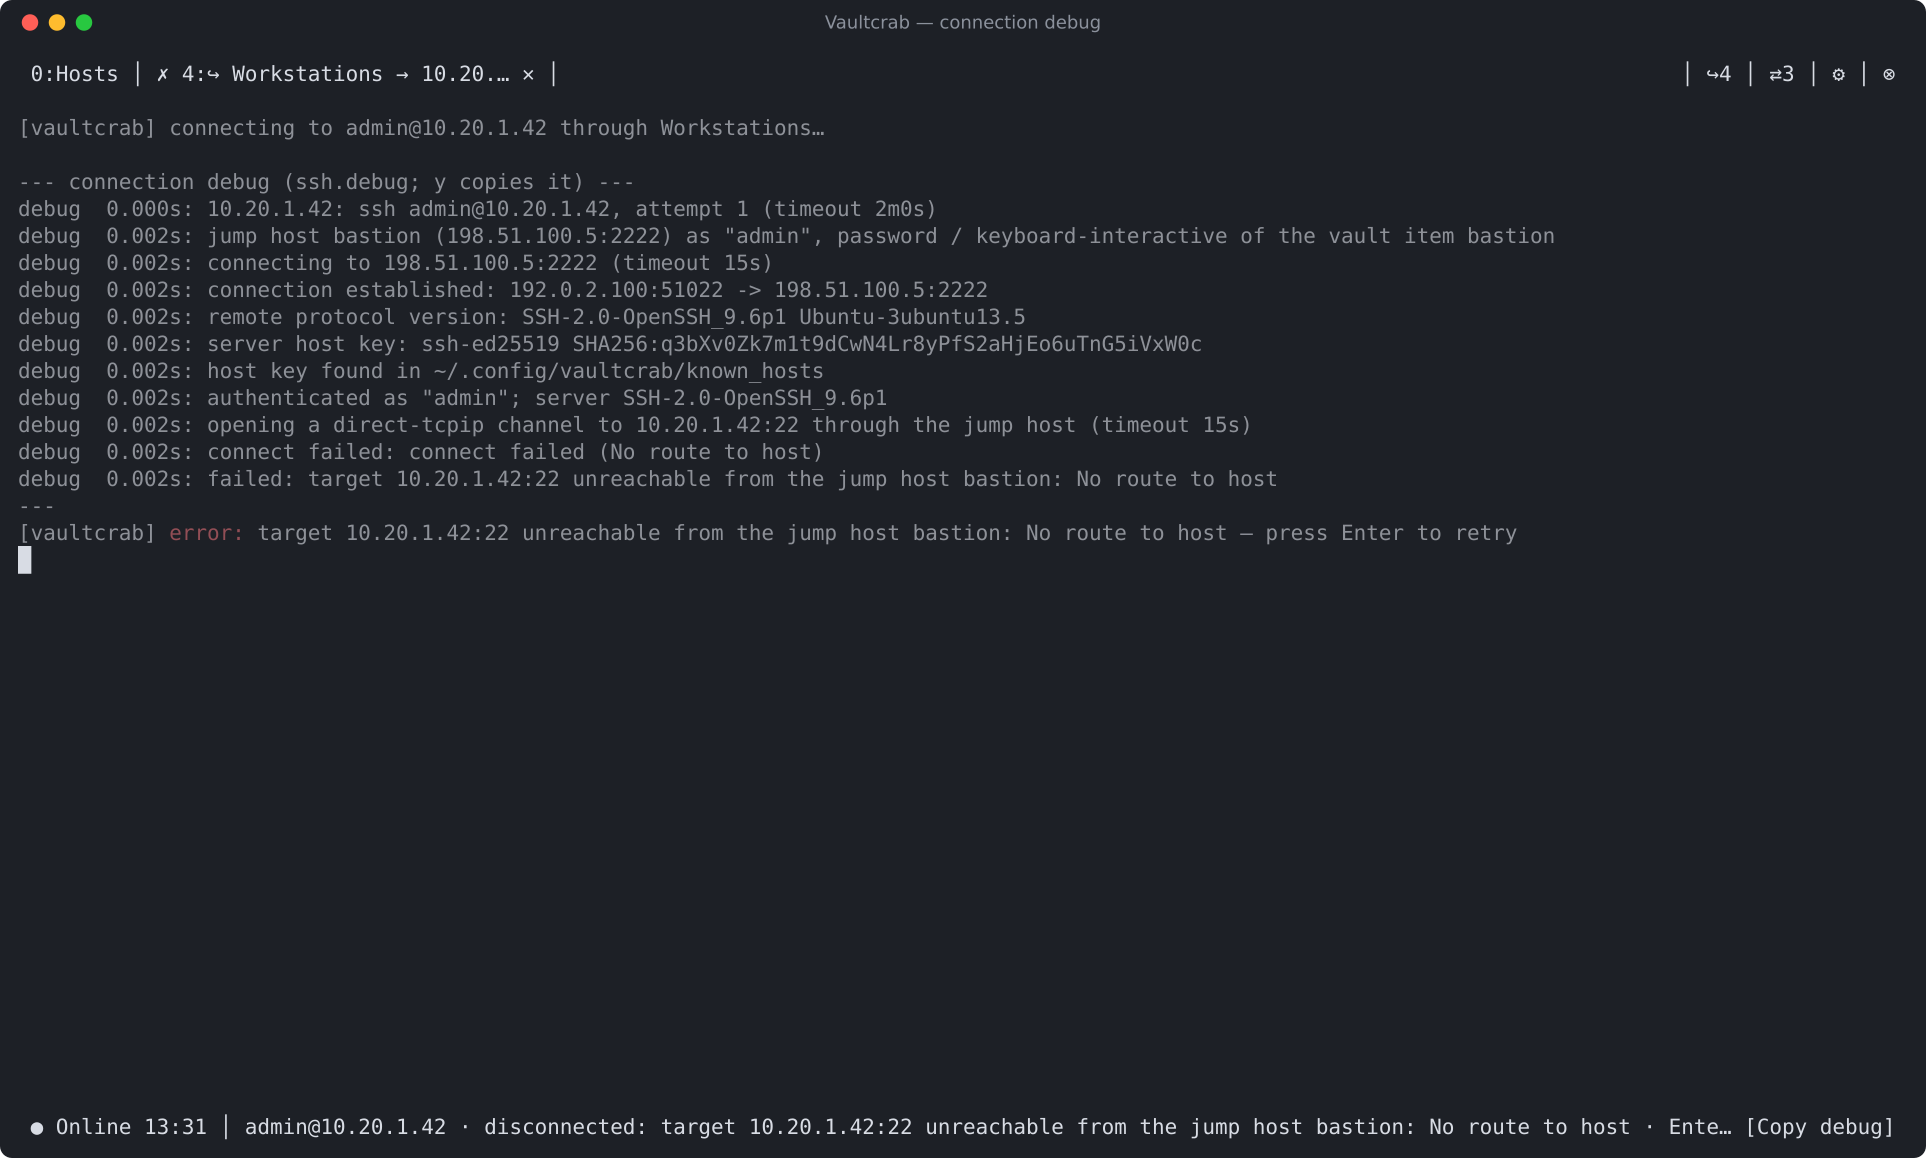 Vaultcrab — connection debug
0:Hosts │ ✗ 4:↪ Workstations → 10.20.… × │ │ ↪4 │ ⇄3 │ ⚙ │ ⊗
[vaultcrab] connecting to admin@10.20.1.42 through Workstations…
--- connection debug (ssh.debug; y copies it) ---
debug  0.000s: 10.20.1.42: ssh admin@10.20.1.42, attempt 1 (timeout 2m0s)
debug  0.002s: jump host bastion (198.51.100.5:2222) as "admin", password / keyboard-interactive of the vault item bastion
debug  0.002s: connecting to 198.51.100.5:2222 (timeout 15s)
debug  0.002s: connection established: 192.0.2.100:51022 -> 198.51.100.5:2222
debug  0.002s: remote protocol version: SSH-2.0-OpenSSH_9.6p1 Ubuntu-3ubuntu13.5
debug  0.002s: server host key: ssh-ed25519 SHA256:q3bXv0Zk7m1t9dCwN4Lr8yPfS2aHjEo6uTnG5iVxW0c
debug  0.002s: host key found in ~/.config/vaultcrab/known_hosts
debug  0.002s: authenticated as "admin"; server SSH-2.0-OpenSSH_9.6p1
debug  0.002s: opening a direct-tcpip channel to 10.20.1.42:22 through the jump host (timeout 15s)
debug  0.002s: connect failed: connect failed (No route to host)
debug  0.002s: failed: target 10.20.1.42:22 unreachable from the jump host bastion: No route to host
---
[vaultcrab] error: target 10.20.1.42:22 unreachable from the jump host bastion: No route to host — press Enter to retry
● Online 13:31 │ admin@10.20.1.42 · disconnected: target 10.20.1.42:22 unreachable from the jump host bastion: No route to host · Ente… [Copy debug]